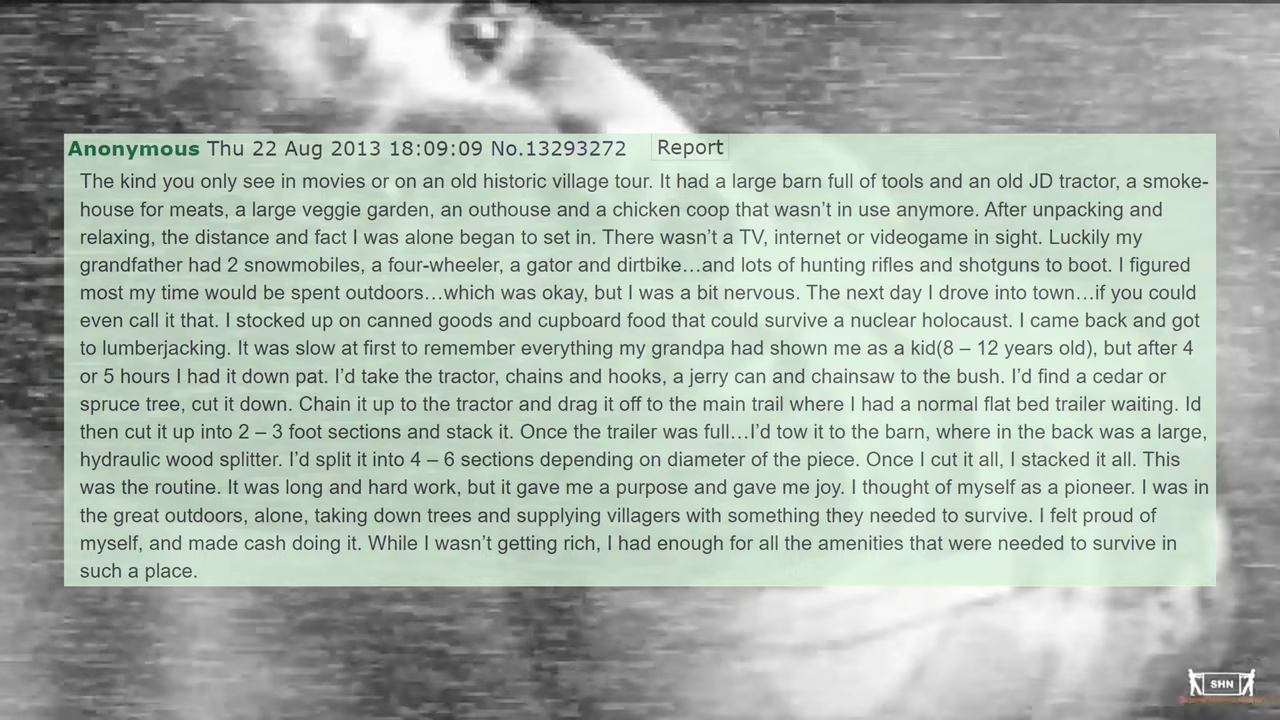 Anonymous Thu 22 Aug 2013 18:09:09 No.13293272 Report
The kind you only see in movies or on an old historic village tour. It had a large barn full of tools and an old JD tractor, a smoke-
house for meats, a large veggie garden, an outhouse and a chicken coop that wasn’t in use anymore. After unpacking and
relaxing, the distance and fact I was alone began to set in. There wasn’t a TV, internet or videogame in sight. Luckily my
grandfather had 2 snowmobiles, a four-wheeler, a gator and dirtbike…and lots of hunting rifles and shotguns to boot. I figured
most my time would be spent outdoors…which was okay, but I was a bit nervous. The next day I drove into town…if you could
even call it that. I stocked up on canned goods and cupboard food that could survive a nuclear holocaust. I came back and got
to lumberjacking. It was slow at first to remember everything my grandpa had shown me as a kid(8 – 12 years old), but after 4
or 5 hours I had it down pat. I’d take the tractor, chains and hooks, a jerry can and chainsaw to the bush. I’d find a cedar or
spruce tree, cut it down. Chain it up to the tractor and drag it off to the main trail where I had a normal flat bed trailer waiting. Id
then cut it up into 2 – 3 foot sections and stack it. Once the trailer was full…I’d tow it to the barn, where in the back was a large,
hydraulic wood splitter. I’d split it into 4 – 6 sections depending on diameter of the piece. Once I cut it all, I stacked it all. This
was the routine. It was long and hard work, but it gave me a purpose and gave me joy. I thought of myself as a pioneer. I was in
the great outdoors, alone, taking down trees and supplying villagers with something they needed to survive. I felt proud of
myself, and made cash doing it. While I wasn’t getting rich, I had enough for all the amenities that were needed to survive in
such a place.
SHN